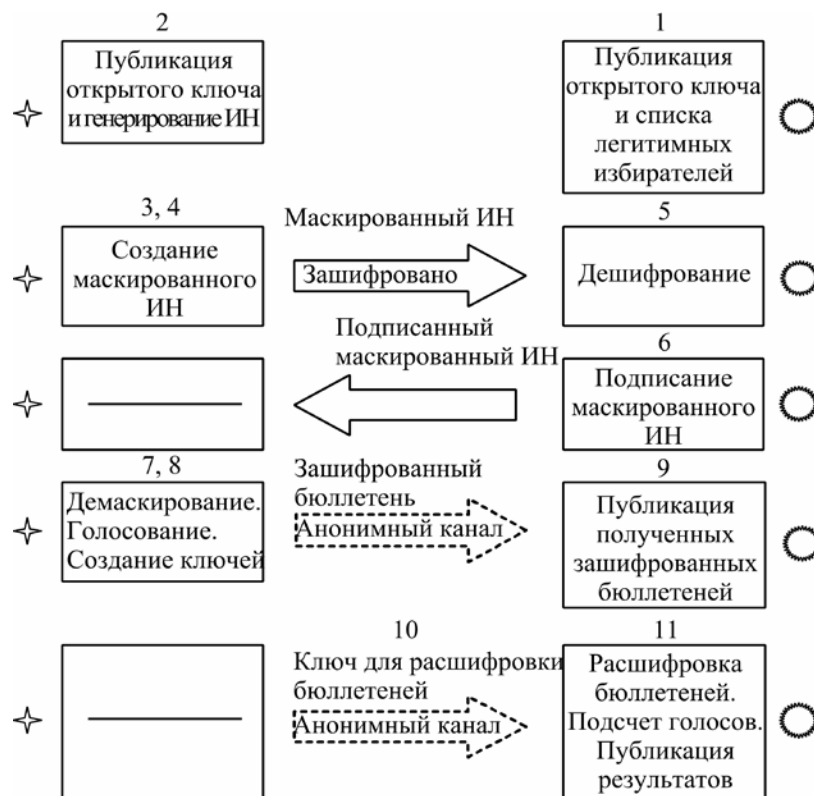 2
Публикация
открытого ключа
и генерирование ИН
1
Публикация
открытого ключа
и списка
легитимных
избирателей
3, 4
Создание
маскированного
ИН
Маскированный ИН
Зашифровано
5
Дешифрование
Подписанный
маскированный ИН
6
Подписание
маскированного
ИН
7, 8
Демаскирование.
Голосование.
Создание ключей
Зашифрованный
бюллетень
Анонимный канал
9
Публикация
полученных
зашифрованных
бюллетеней
10
Ключ для расшифровки
бюллетеней
Анонимный канал
11
Расшифровка
бюллетеней.
Подсчет голосов.
Публикация
результатов